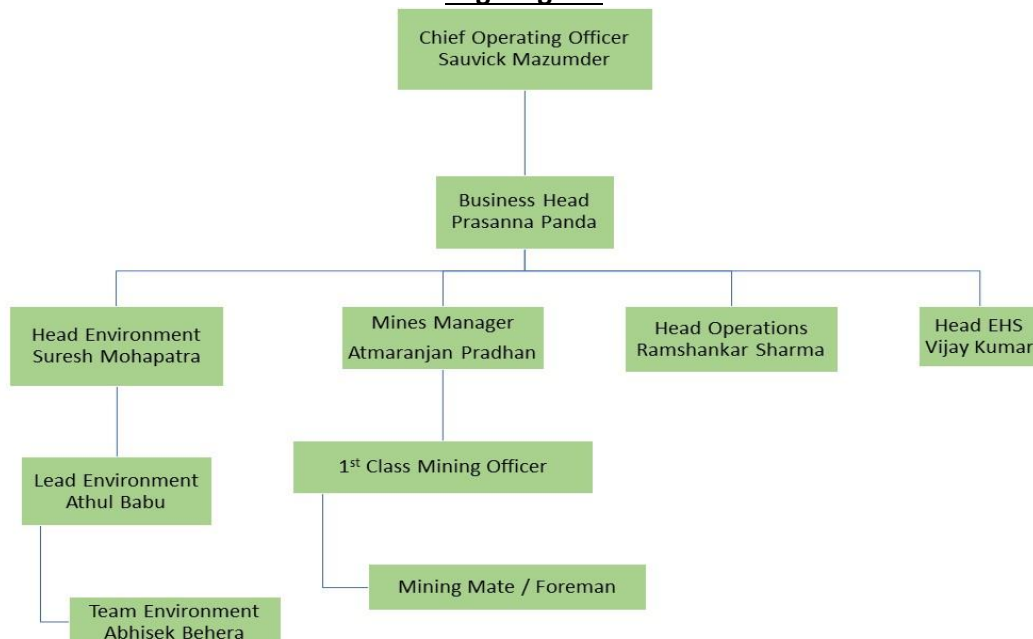 Chief Operating Officer
Sauvick Mazumder
Business Head
Prasanna Panda
Head Environment
Suresh Mohapatra
Mines Manager
Atmaranjan Pradhan
Head Operations
Ramshankar Sharma
Head EHS
Vijay Kumar
Lead Environment
Athul Babu
1st Class Mining Officer
Mining Mate / Foreman
Team Environment
Abhisek Behera